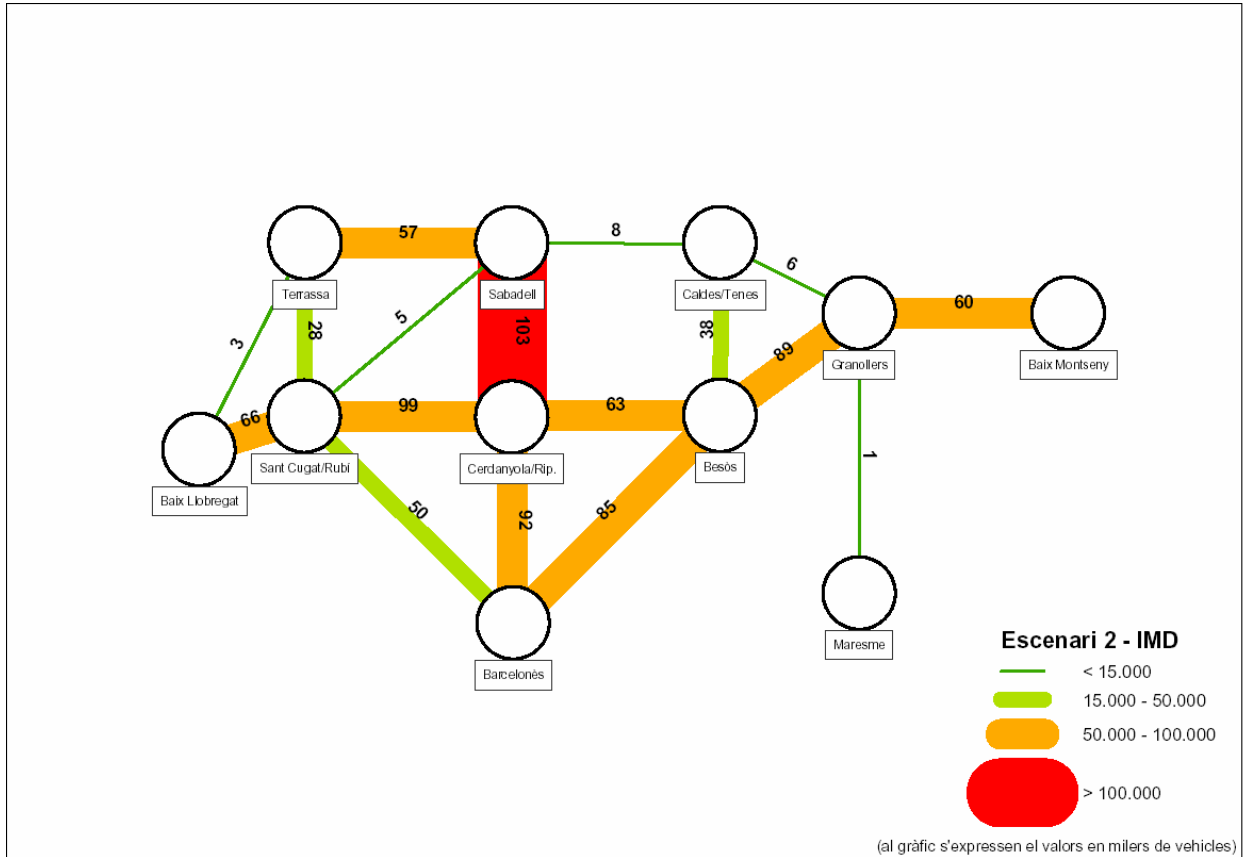 57
8
Terrassa
Sabadell
Caldes/Tenes
6
60
3
28
5
103
38
89
Granollers
Baix Montseny
66
99
63
Sant Cugat/Rubí
Cerdanyola/Rip.
Besòs
Baix Llobregat
1
50
92
85
Barcelonès
Maresme
Escenari 2 - IMD
< 15.000
15.000 - 50.000
50.000 - 100.000
> 100.000
(al gràfic s'expressen el valors en milers de vehicles)